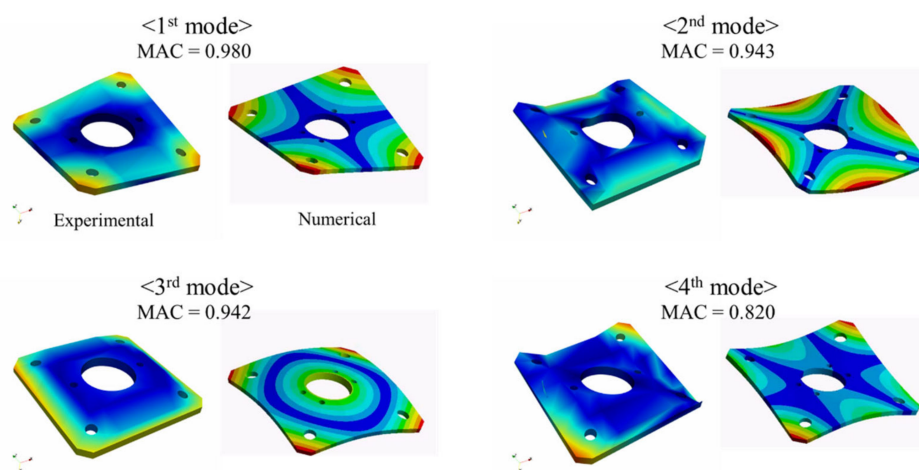 <1st mode>
MAC = 0.980
<2nd mode>
MAC = 0.943
Experimental
Numerical
<3rd mode>
MAC = 0.942
<4th mode>
MAC = 0.820